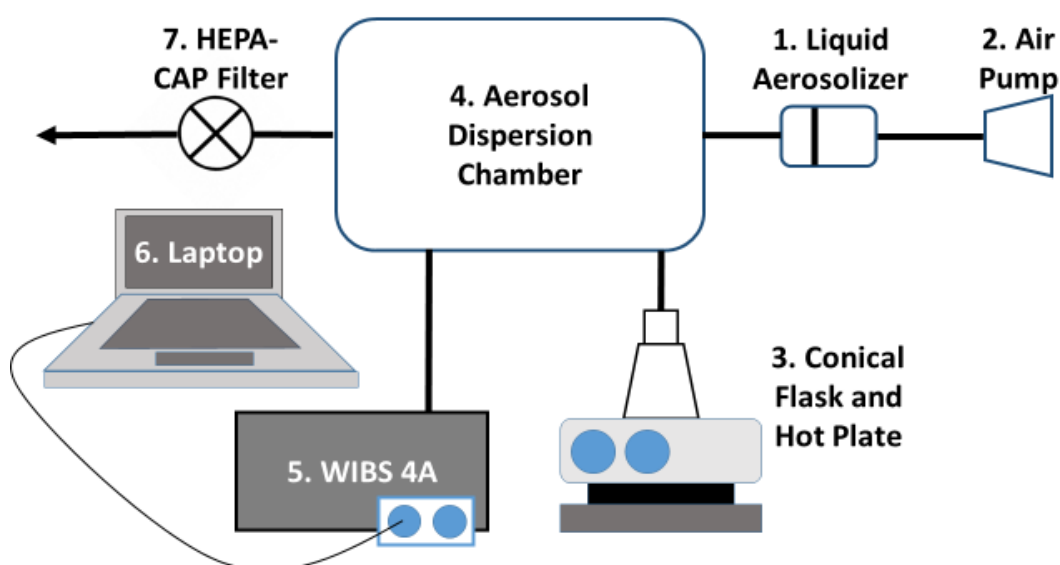 7. HEPA-
CAP Filter
4. Aerosol
Dispersion
Chamber
1. Liquid
Aerosolizer
2. Air
Pump
6. Laptop
5. WIBS 4A
3. Conical
Flask and
Hot Plate